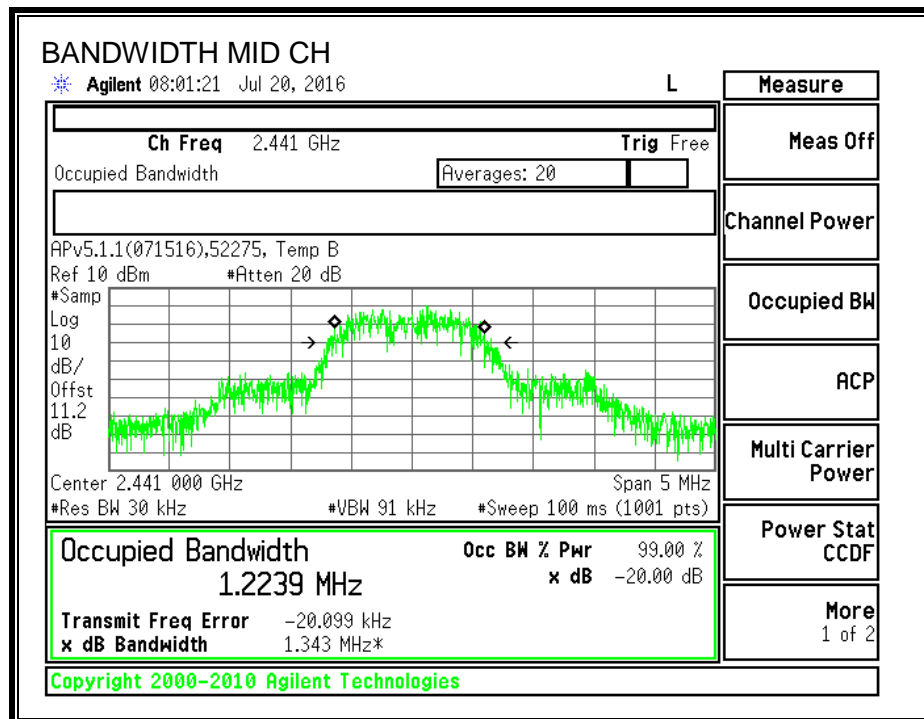 BANDWIDTH MID CH
Agilent 08:01:21 Jul 20, 2016 L
Measure
Ch Freq 2.441 GHz Trig Free
Meas Off
Occupied Bandwidth Averages: 20
Channel Power
APv5.1.1(071516),52275, Temp B
Ref 10 dBm #Atten 20 dB
#Samp
Log
10
dB/
Offst
11.2
dB
Occupied BW
ACP
Multi Carrier
Power
Center 2.441 000 GHz Span 5 MHz
#Res BW 30 kHz #VBW 91 kHz #Sweep 100 ms (1001 pts)
Power Stat
CCDF
Occupied Bandwidth Occ BW % Pwr 99.00 %
1.2239 MHz x dB -20.00 dB
Transmit Freq Error -20.099 kHz
x dB Bandwidth 1.343 MHz*
More
1 of 2
Copyright 2000-2010 Agilent Technologies